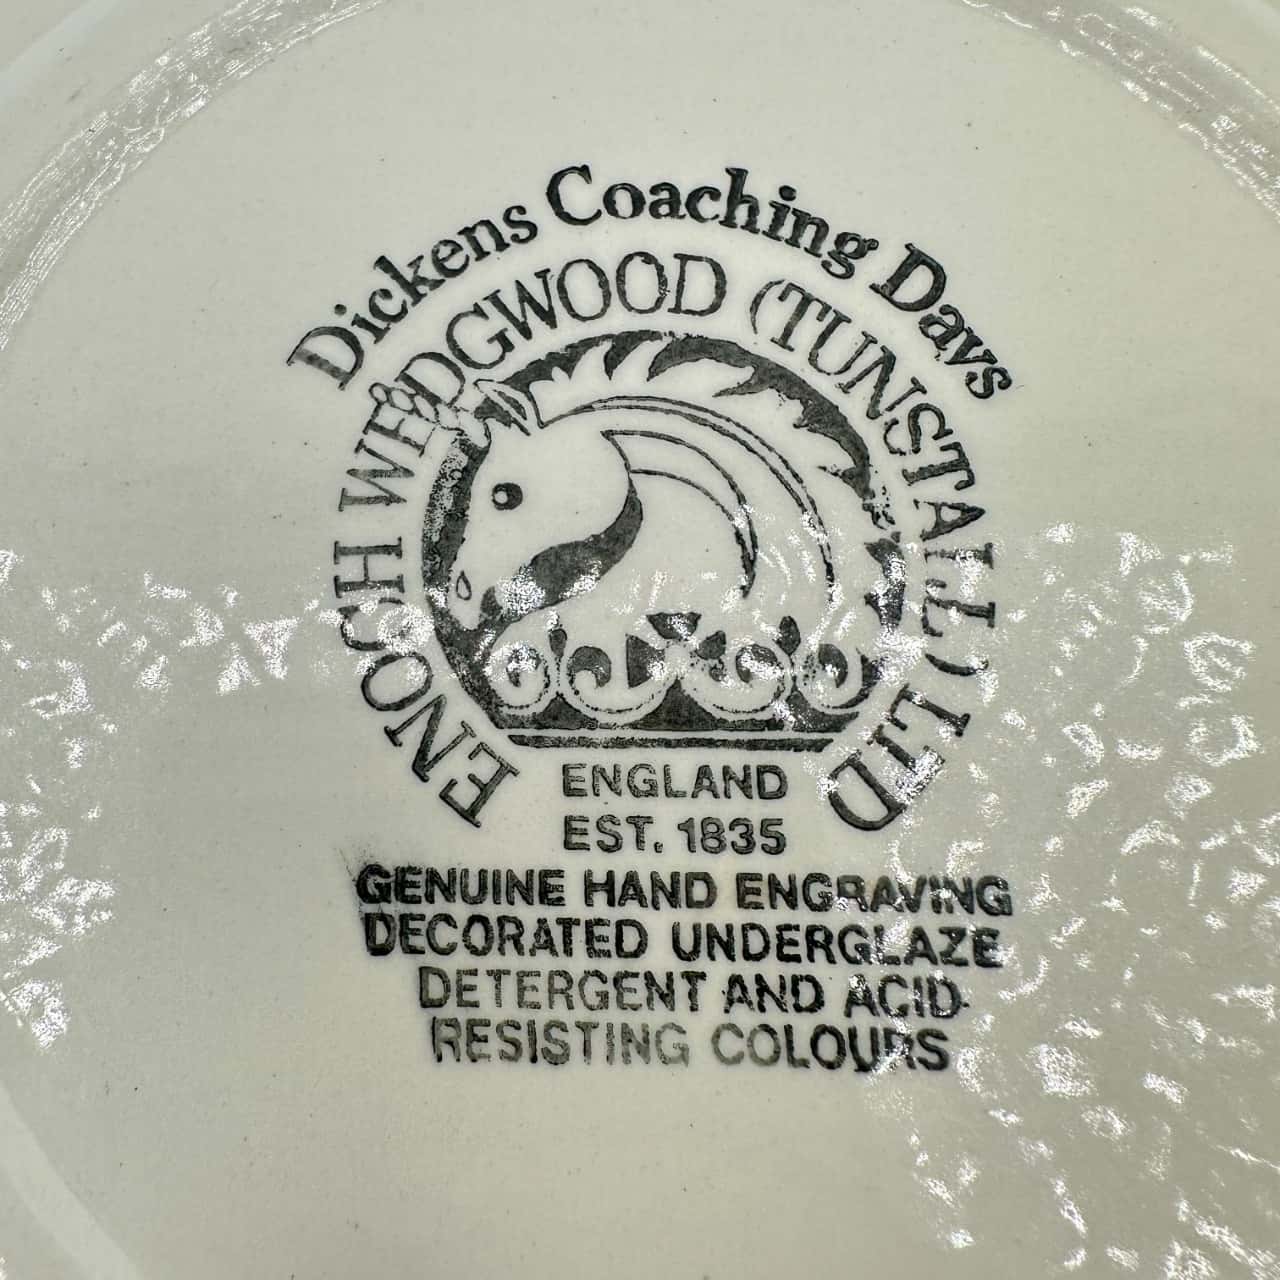 Dickens Coaching Days
ENOCH WEDGWOOD (TUNSTALL) LTD
ENGLAND
EST. 1835
GENUINE HAND ENGRAVING
DECORATED UNDERGLAZE
DETERGENT AND ACID-
RESISTING COLOURS